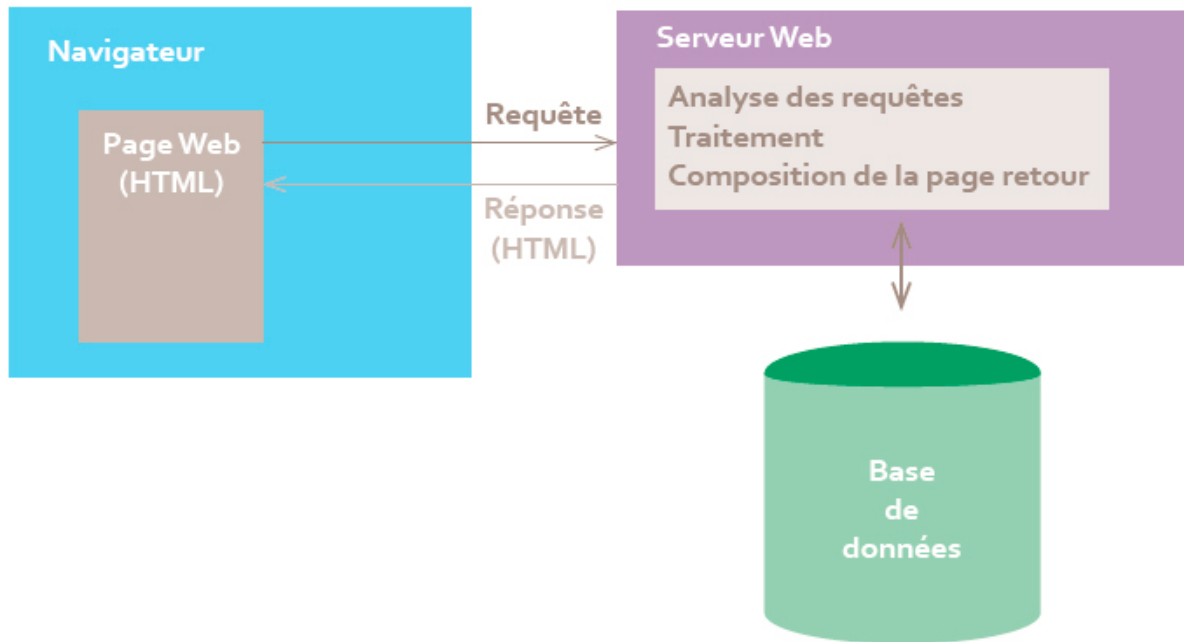 Navigateur
Page Web
(HTML)
Requête
Réponse
(HTML)
Serveur Web
Analyse des requêtes
Traitement
Composition de la page retour
Base
de
données